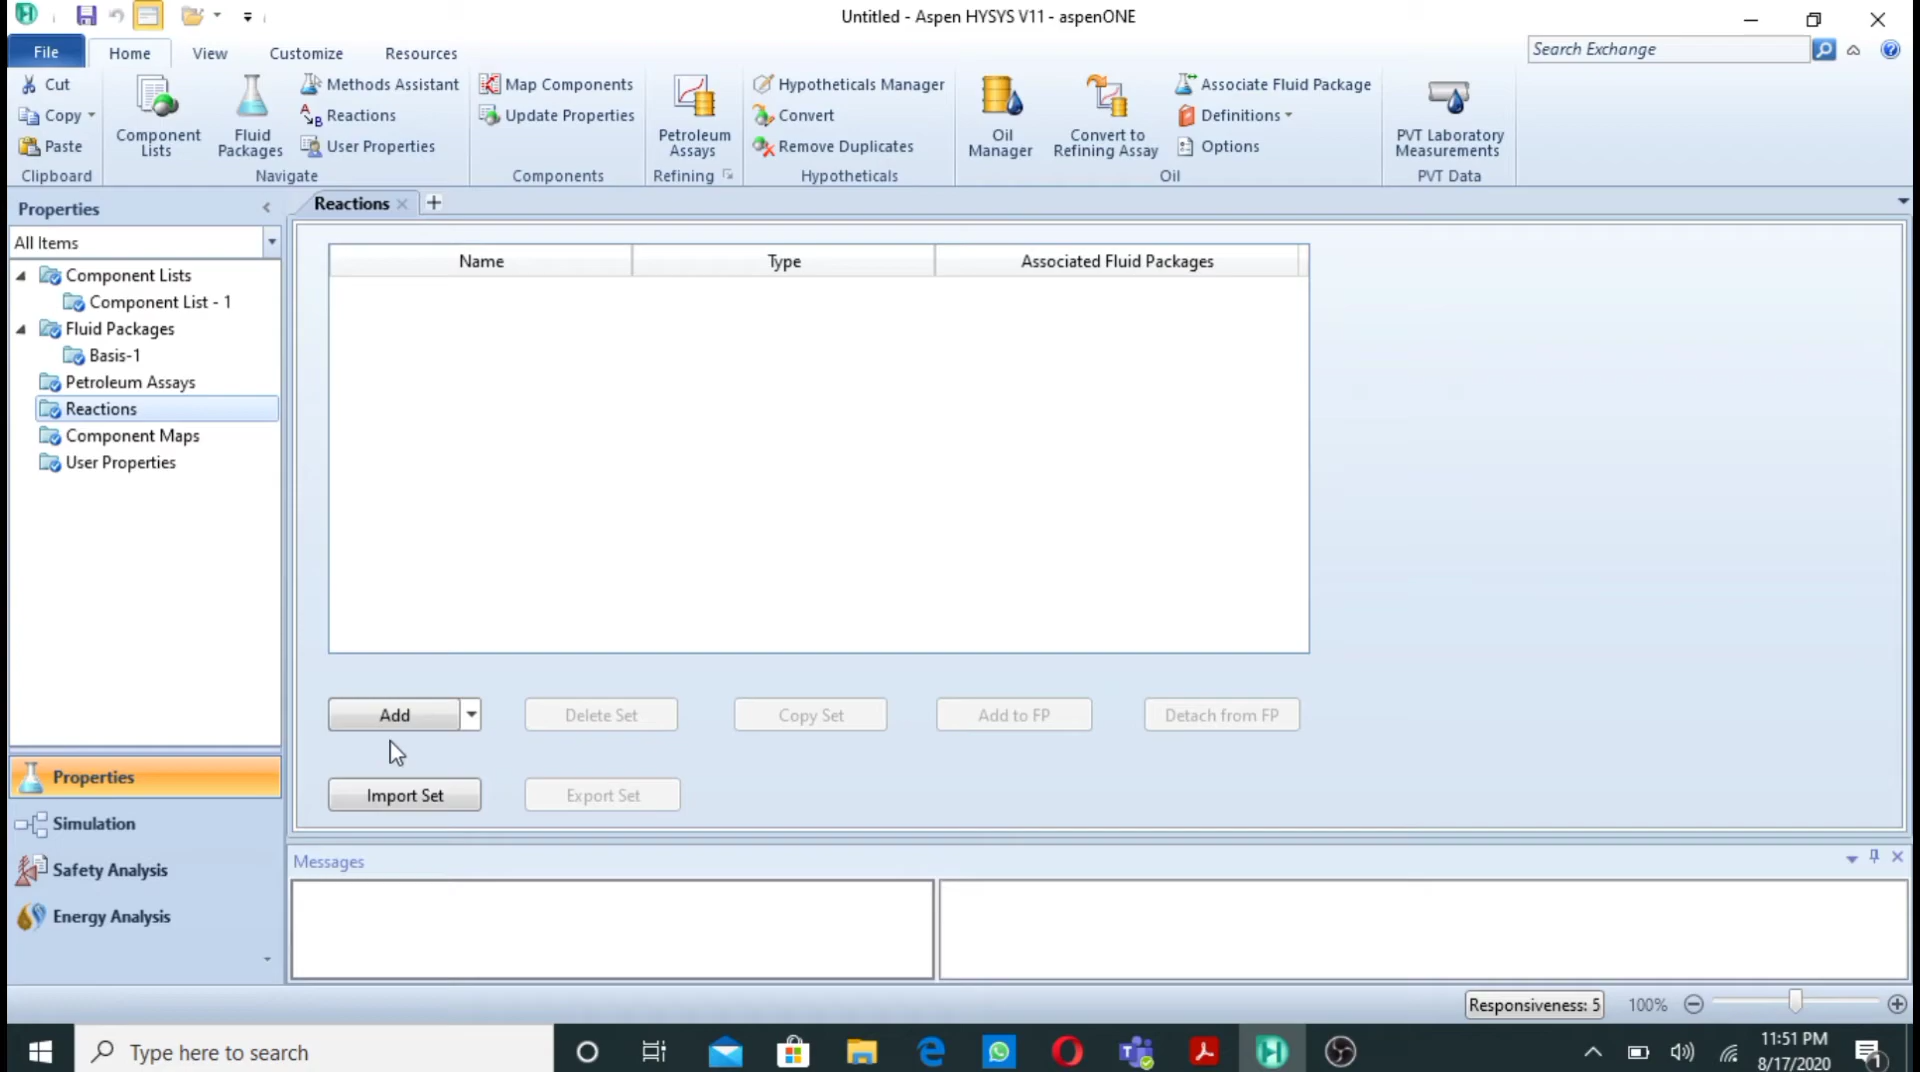 Untitled - Aspen HYSYS V11 - aspenONE
File Home View Customize Resources
Search Exchange
Cut
Copy
Paste
Clipboard
Component Lists
Fluid Packages
Methods Assistant
Reactions
User Properties
Navigate
Map Components
Update Properties
Components
Petroleum Assays
Refining
Hypotheticals Manager
Convert
Remove Duplicates
Hypotheticals
Oil Manager
Convert to Refining Assay
Associate Fluid Package
Definitions
Options
Oil
PVT Laboratory Measurements
PVT Data
Properties
All Items
Component Lists
Component List - 1
Fluid Packages
Basis-1
Petroleum Assays
Reactions
Component Maps
User Properties
Properties
Simulation
Safety Analysis
Energy Analysis
Reactions
Name Type Associated Fluid Packages
Add Delete Set Copy Set Add to FP Detach from FP
Import Set Export Set
Messages
Responsiveness: 5 100%
Type here to search
11:51 PM
8/17/2020
1